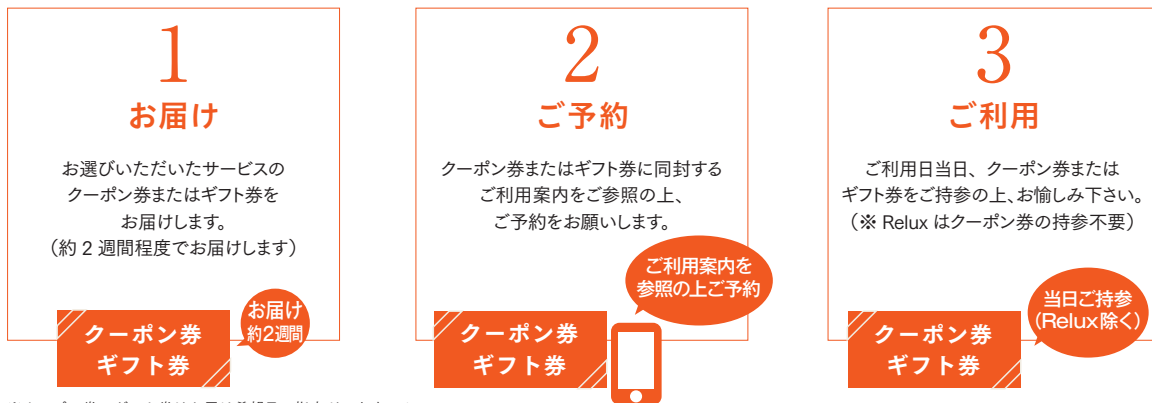 1
お届け
お選びいただいたサービスの
クーポン券またはギフト券を
お届けします。
（約 2 週間程度でお届けします）
お届け
約2週間
クーポン券
ギフト券
2
ご予約
クーポン券またはギフト券に同封する
ご利用案内をご参照の上、
ご予約をお願いします。
ご利用案内を
参照の上ご予約
クーポン券
ギフト券
3
ご利用
ご利用日当日、クーポン券または
ギフト券をご持参の上、お愉しみ下さい。
（※ Relux はクーポン券の持参不要）
当日ご持参
（Relux除く）
クーポン券
ギフト券